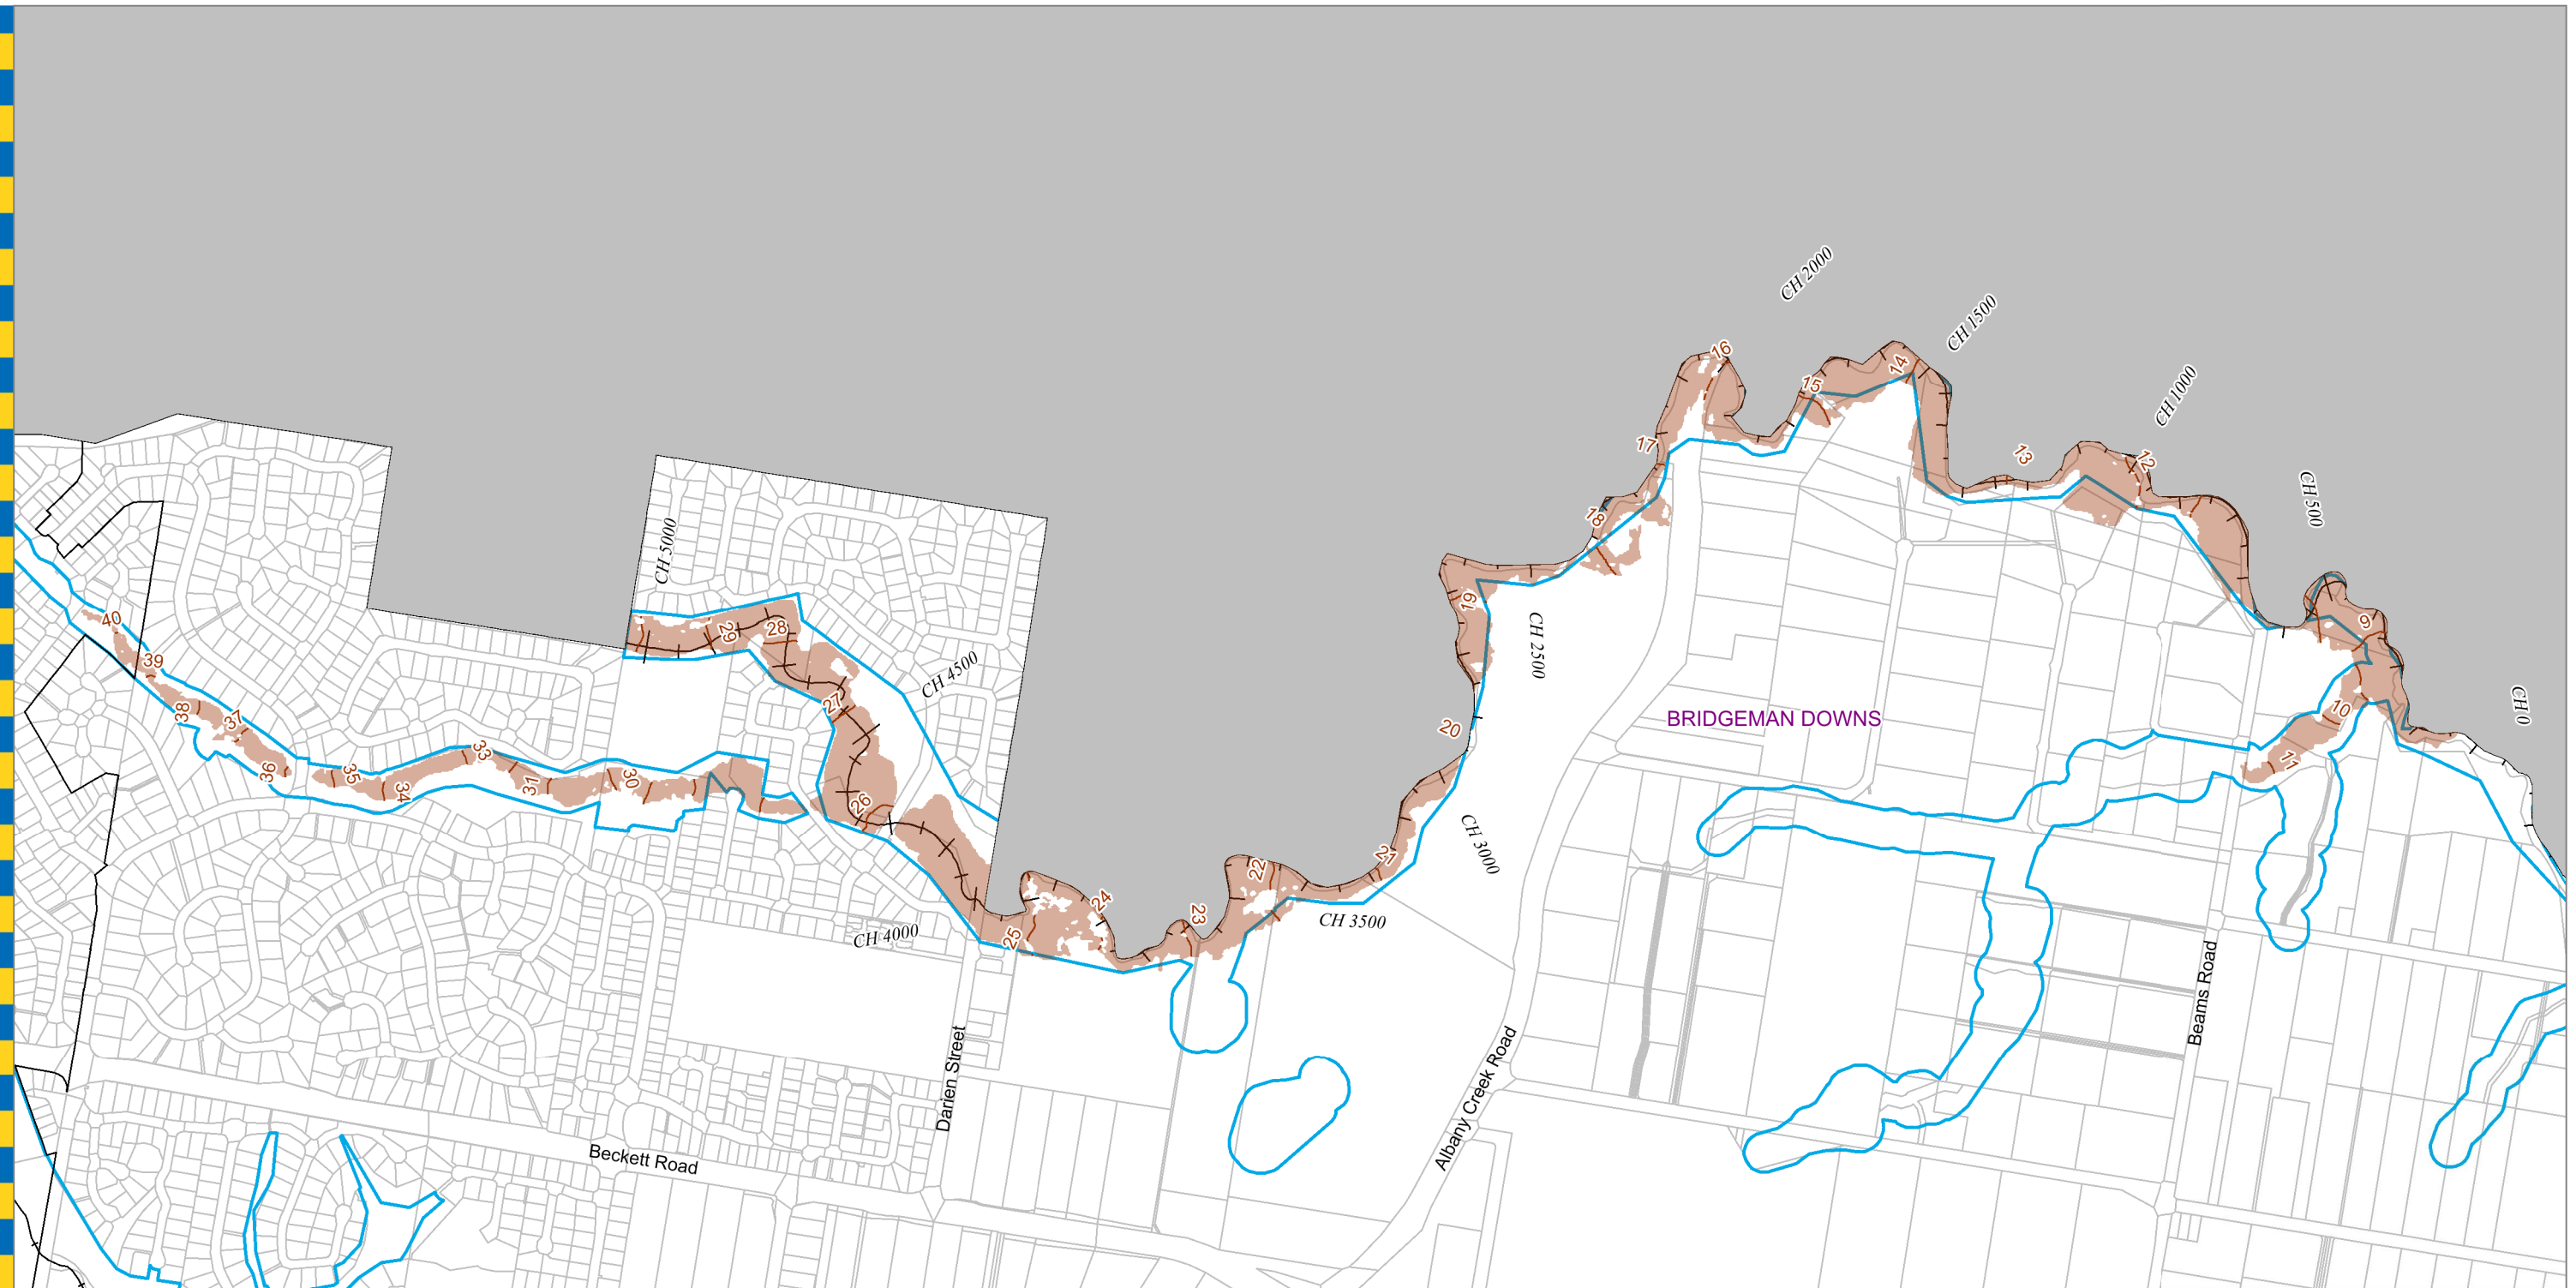 CH 2000
CH 1500
16
14
15
CH 1000
17
13
12
CH 500
18
CH 5000
19
9
40
29
28
CH 2500
39
CH 4500
27
38
37
20
BRIDGEMAN DOWNS
10
CH 0
33
36
35
34
31
30
11
26
CH 3000
21
22
24
23
CH 3500
25
CH 4000
Beams Road
Darien Street
Albany Creek Road
Beckett Road